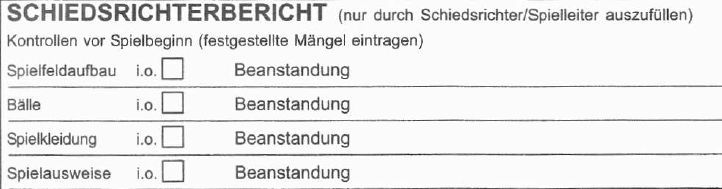 SCHIEDSRICHTERBERICHT (nur durch Schiedsrichter/Spielleiter auszufüllen)
Kontrollen vor Spielbeginn (festgestellte Mängel eintragen)
Spielfeldaufbau i.o. Beanstandung
Bälle i.o. Beanstandung
Spielkleidung i.o. Beanstandung
Spielausweise i.o. Beanstandung